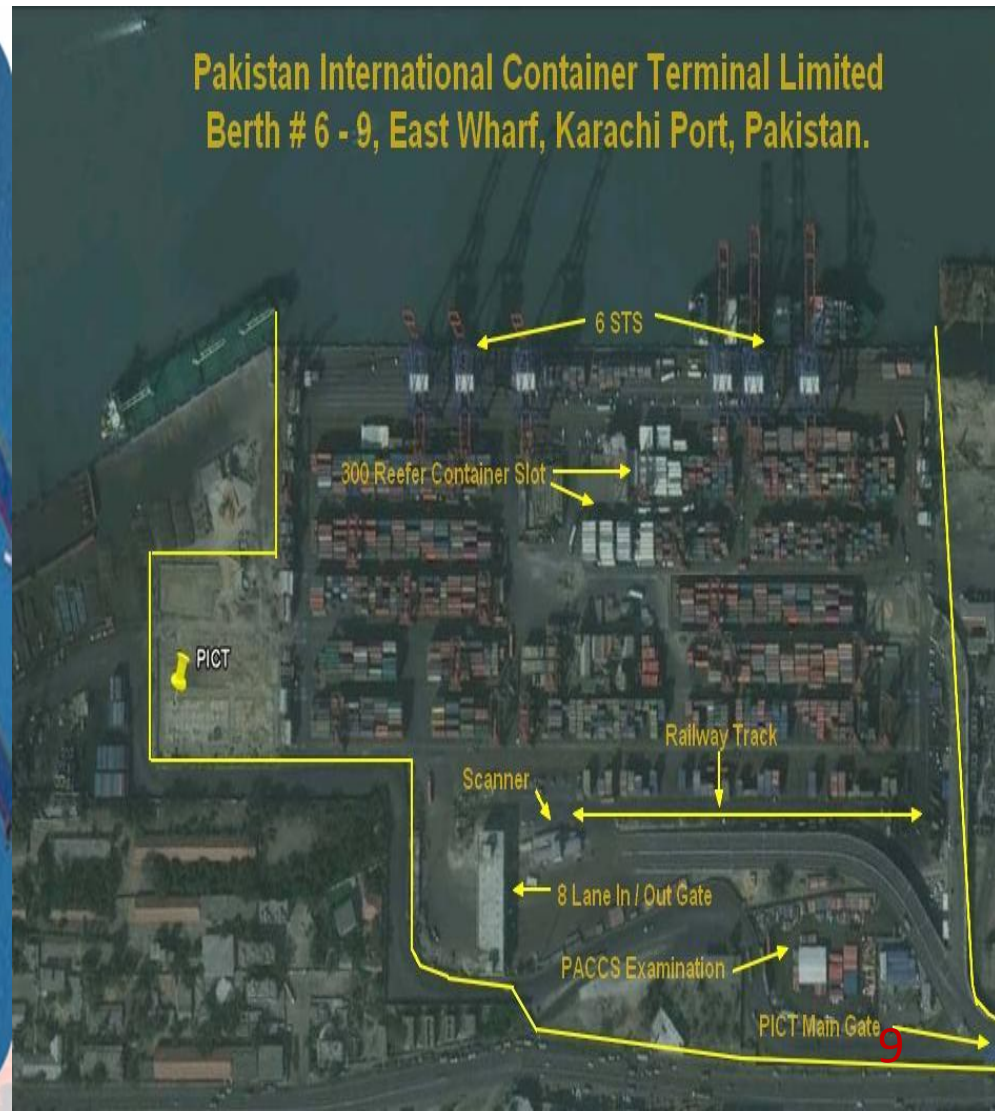 Pakistan International Container Terminal Limited
Berth # 6 - 9, East Wharf, Karachi Port, Pakistan.
6 STS
300 Reefer Container Slot
PICT
Railway Track
Scanner
8 Lane In / Out Gate
PACCS Examination
PICT Main Gate
9